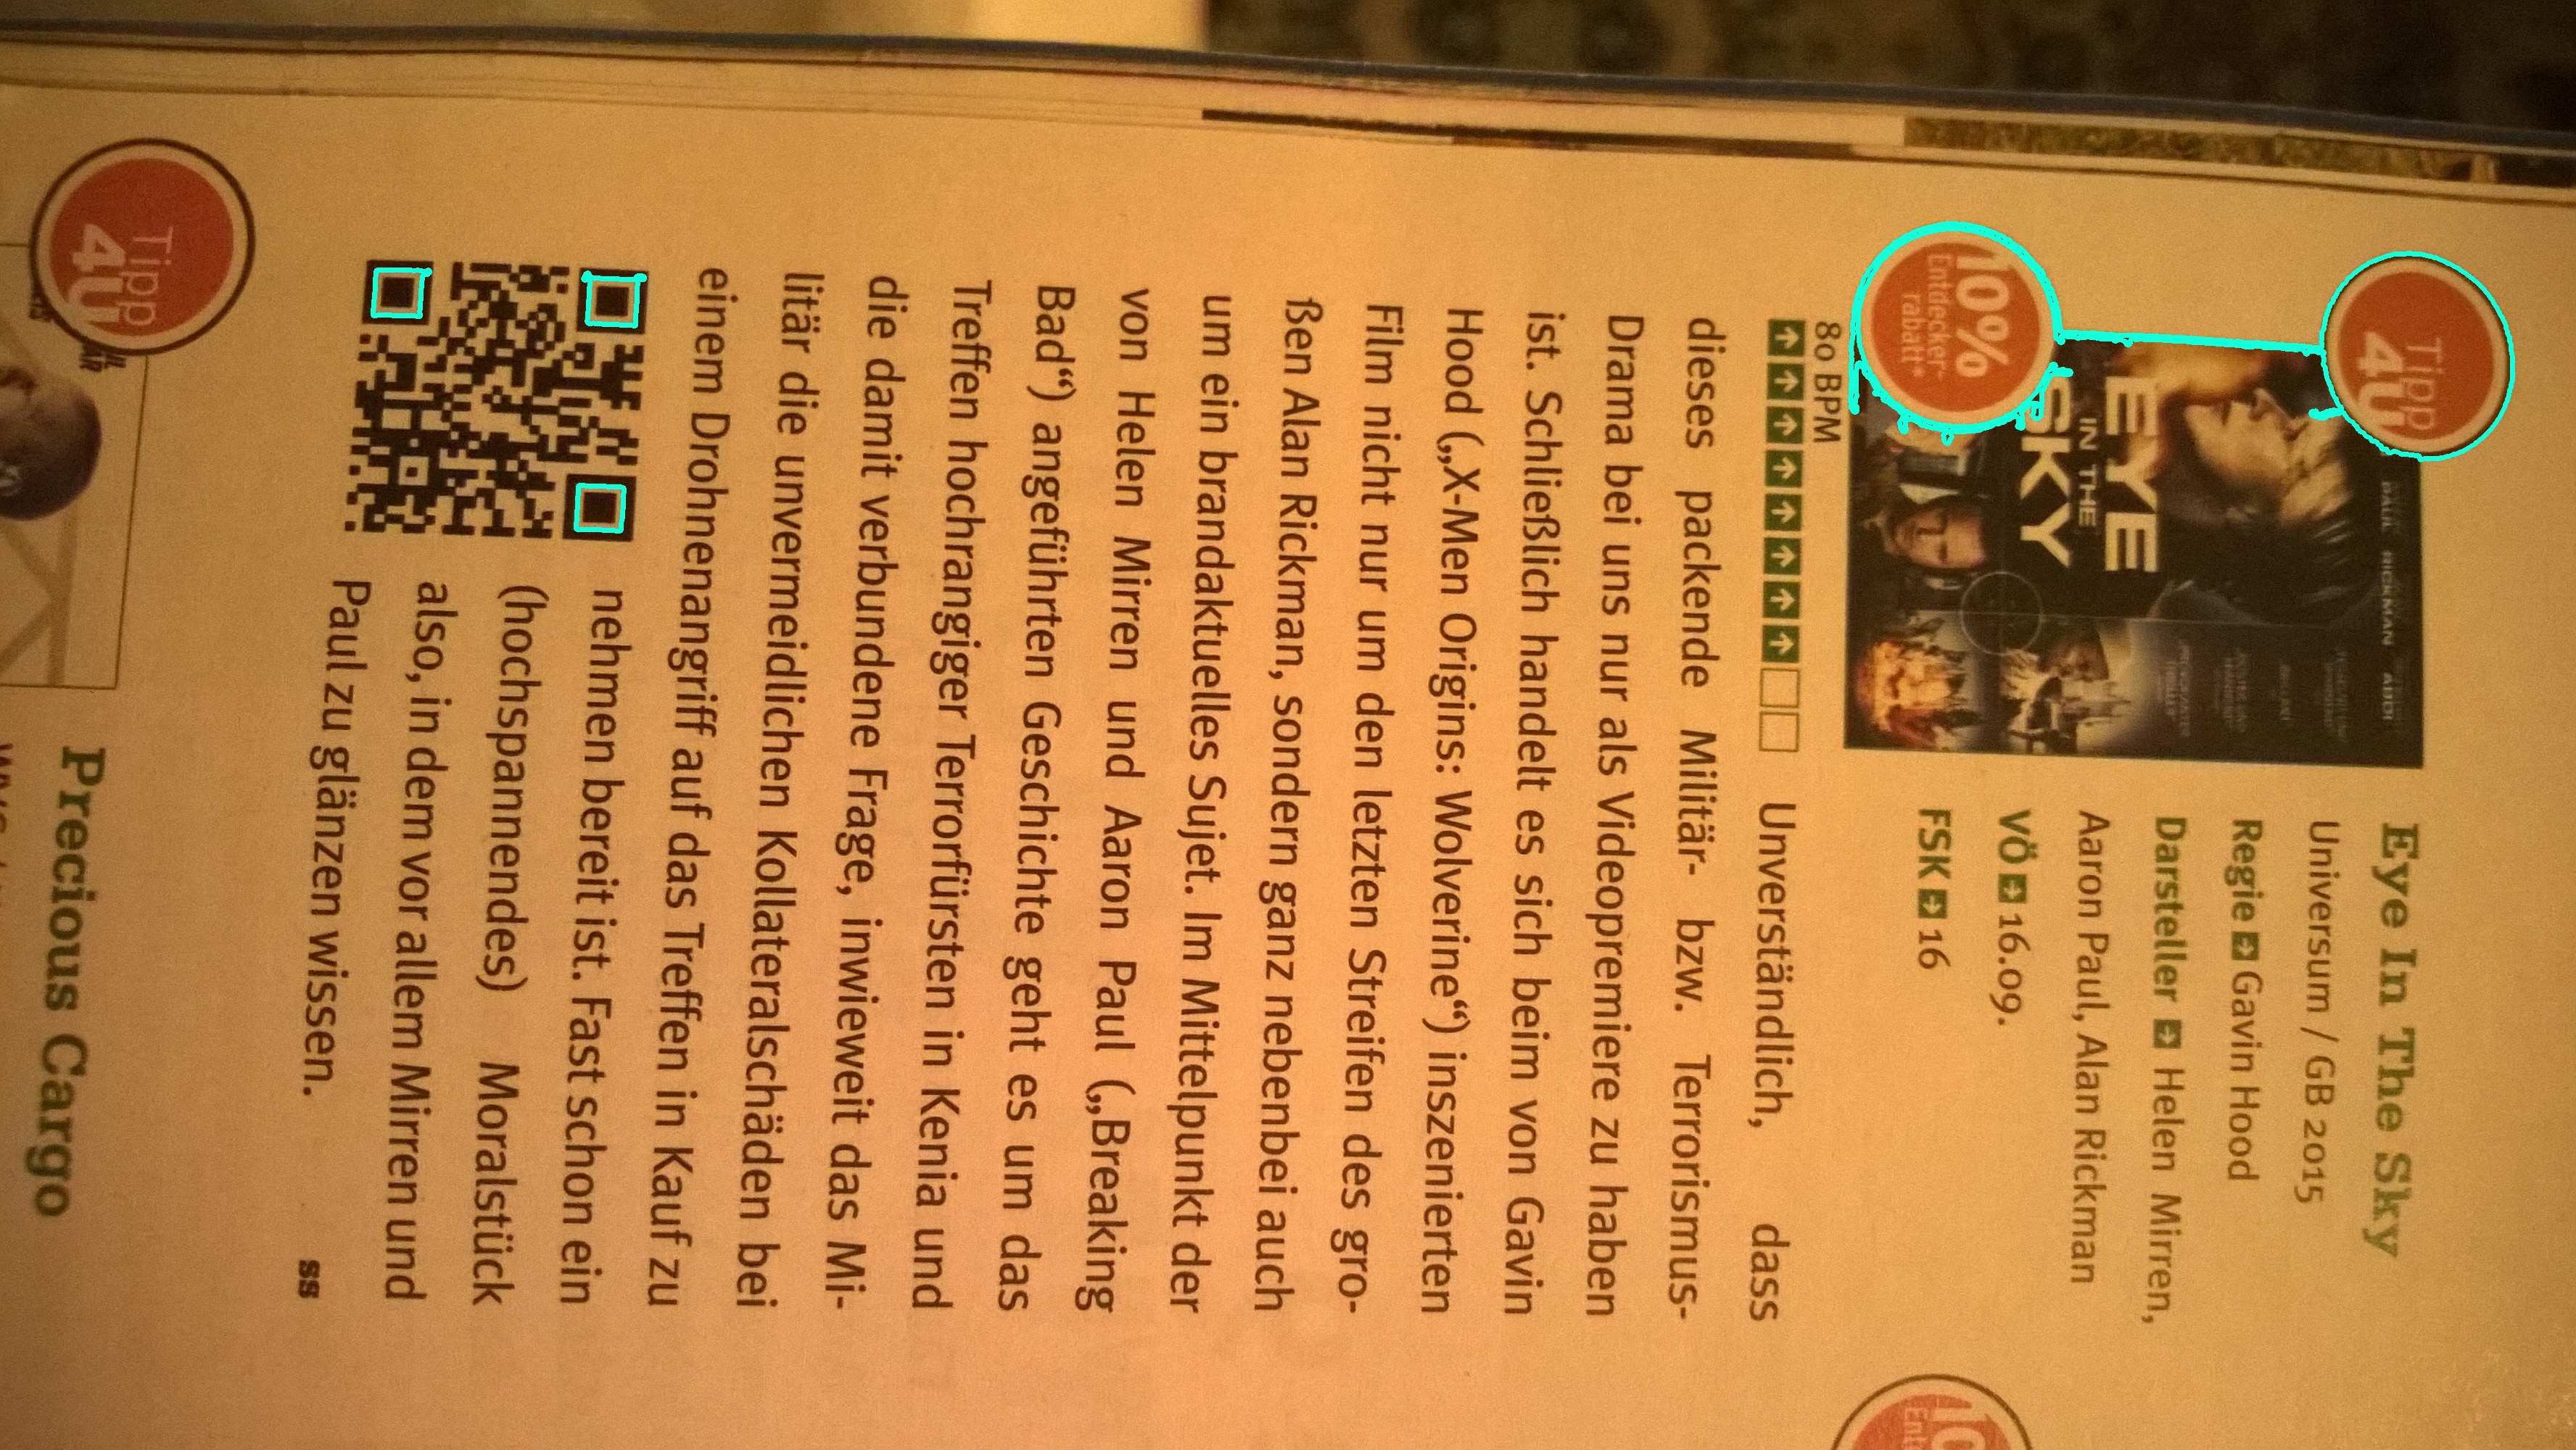 Tipp
4U
10%
Entdecker-
rabatt+
EYE
IN THE
SKY
Eye In The Sky
Universum / GB 2015
Regie Gavin Hood
Darsteller Helen Mirren,
Aaron Paul, Alan Rickman
VÖ 16.09.
FSK 16
80 BPM
Unverständlich, dass
dieses packende Militär- bzw. Terrorismus-
Drama bei uns nur als Videopremiere zu haben
ist. Schließlich handelt es sich beim von Gavin
Hood („X-Men Origins: Wolverine“) inszenierten
Film nicht nur um den letzten Streifen des gro-
ßen Alan Rickman, sondern ganz nebenbei auch
um ein brandaktuelles Sujet. Im Mittelpunkt der
von Helen Mirren und Aaron Paul („Breaking
Bad“) angeführten Geschichte geht es um das
Treffen hochrangiger Terrorfürsten in Kenia und
die damit verbundene Frage, inwieweit das Mi-
litär die unvermeidlichen Kollateralschäden bei
einem Drohnenangriff auf das Treffen in Kauf zu
nehmen bereit ist. Fast schon ein
(hochspannendes) Moralstück
also, in dem vor allem Mirren und
Paul zu glänzen wissen.
ss
Tipp
4U
Precious Cargo